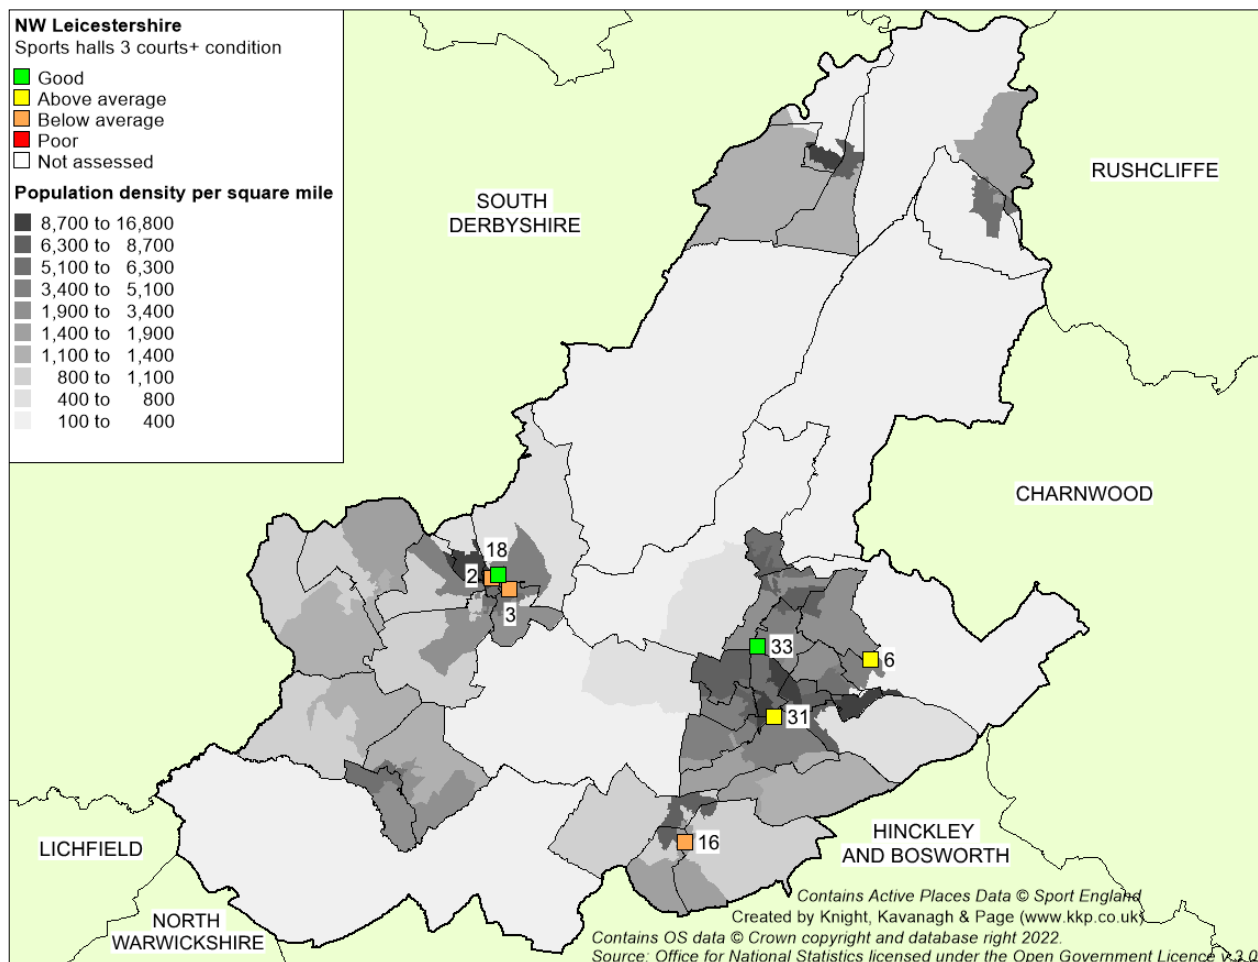 NW Leicestershire
Sports halls 3 courts+ condition
Good
Above average
Below average
Poor
Not assessed
Population density per square mile
8,700 to 16,800
6,300 to 8,700
5,100 to 6,300
3,400 to 5,100
1,900 to 3,400
1,400 to 1,900
1,100 to 1,400
800 to 1,100
400 to 800
100 to 400
RUSHCLIFFE
SOUTH
DERBYSHIRE
CHARNWOOD
18
2
3
33
6
31
16
LICHFIELD
HINCKLEY
AND BOSWORTH
NORTH
WARWICKSHIRE
Contains Active Places Data © Sport England
Created by Knight, Kavanagh & Page (www.kkp.co.uk)
Contains OS data © Crown copyright and database right 2022.
Source: Office for National Statistics licensed under the Open Government Licence v.3.0